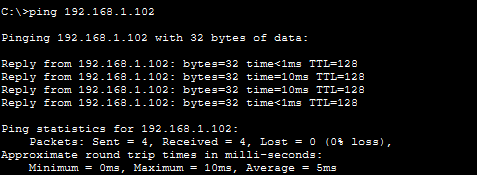 C:\>ping 192.168.1.102
Pinging 192.168.1.102 with 32 bytes of data:
Reply from 192.168.1.102: bytes=32 time<1ms TTL=128
Reply from 192.168.1.102: bytes=32 time=10ms TTL=128
Reply from 192.168.1.102: bytes=32 time=10ms TTL=128
Reply from 192.168.1.102: bytes=32 time<1ms TTL=128
Ping statistics for 192.168.1.102:
Packets: Sent = 4, Received = 4, Lost = 0 (0% loss),
Approximate round trip times in milli-seconds:
Minimum = 0ms, Maximum = 10ms, Average = 5ms